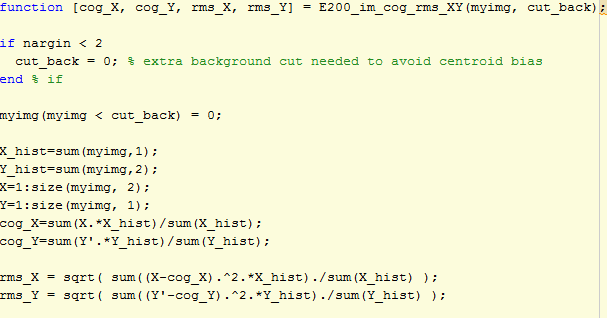 function [cog_X, cog_Y, rms_X, rms_Y] = E200_im_cog_rms_XY(myimg, cut_back);
if nargin < 2
cut_back = 0; % extra background cut needed to avoid centroid bias
end % if
myimg(myimg < cut_back) = 0;
X_hist=sum(myimg,1);
Y_hist=sum(myimg,2);
X=1:size(myimg, 2);
Y=1:size(myimg, 1);
cog_X=sum(X.*X_hist)/sum(X_hist);
cog_Y=sum(Y'.*Y_hist)/sum(Y_hist);
rms_X = sqrt( sum((X-cog_X).^2.*X_hist)./sum(X_hist) );
rms_Y = sqrt( sum((Y'-cog_Y).^2.*Y_hist)./sum(Y_hist) );